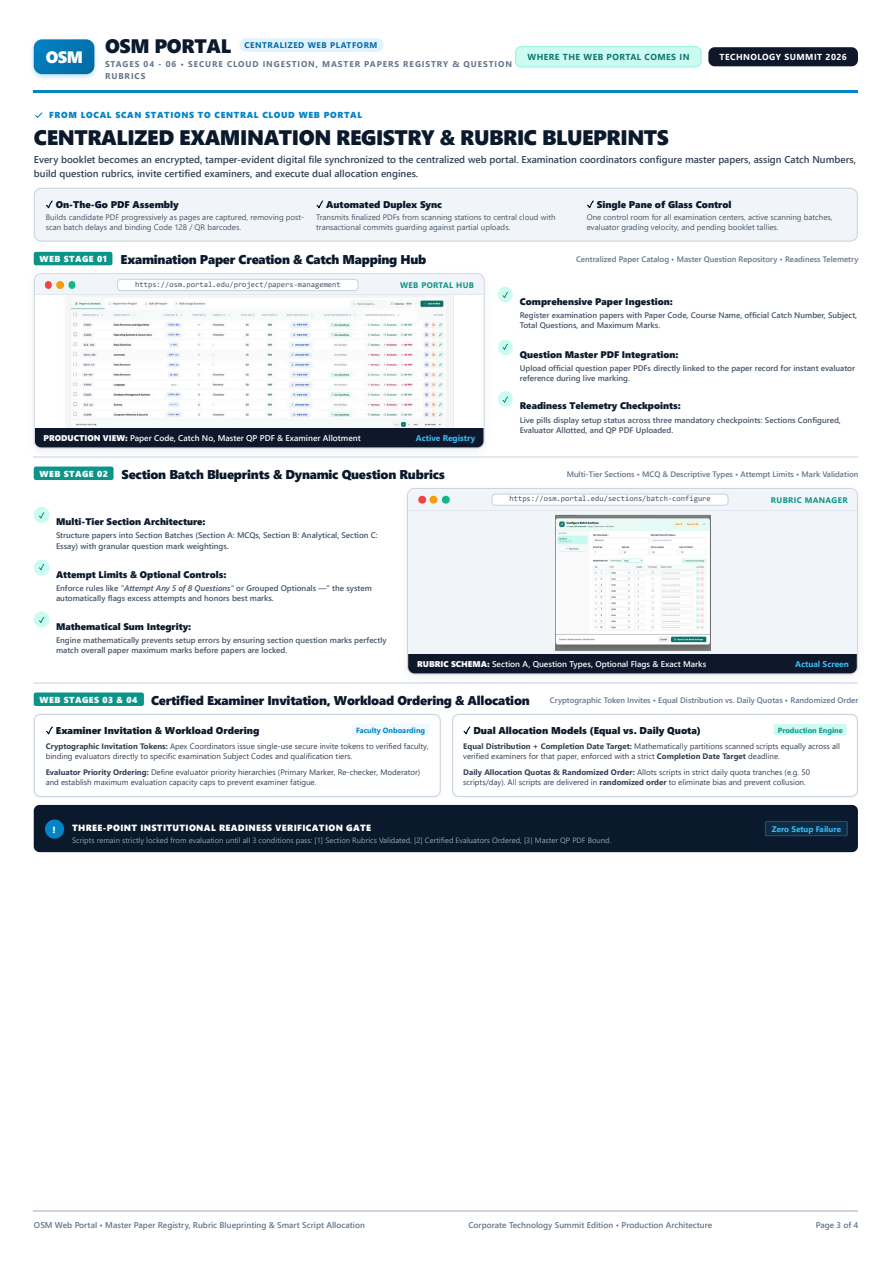 OSM
OSM PORTAL
CENTRALIZED WEB PLATFORM
STAGES 04 - 06 • SECURE CLOUD INGESTION, MASTER PAPERS REGISTRY & QUESTION
RUBRICS
WHERE THE WEB PORTAL COMES IN
TECHNOLOGY SUMMIT 2026
✓ FROM LOCAL SCAN STATIONS TO CENTRAL CLOUD WEB PORTAL
CENTRALIZED EXAMINATION REGISTRY & RUBRIC BLUEPRINTS
Every booklet becomes an encrypted, tamper-evident digital file synchronized to the centralized web portal. Examination coordinators configure master papers, assign Catch Numbers,
build question rubrics, invite certified examiners, and execute dual allocation engines.
✓ On-The-Go PDF Assembly
Builds candidate PDF progressively as pages are captured, removing post-
scan batch delays and binding Code 128 / QR barcodes.
✓ Automated Duplex Sync
Transmits finalized PDFs from scanning stations to central cloud with
transactional commits guarding against partial uploads.
✓ Single Pane of Glass Control
One control room for all examination centers, active scanning batches,
evaluator grading velocity, and pending booklet tallies.
WEB STAGE 01
Examination Paper Creation & Catch Mapping Hub
Centralized Paper Catalog • Master Question Repository • Readiness Telemetry
https://osm.portal.edu/project/papers-management
WEB PORTAL HUB
PRODUCTION VIEW: Paper Code, Catch No, Master QP PDF & Examiner Allotment
Active Registry
✓ Comprehensive Paper Ingestion:
Register examination papers with Paper Code, Course Name, official Catch Number, Subject,
Total Questions, and Maximum Marks.
✓ Question Master PDF Integration:
Upload official question paper PDFs directly linked to the paper record for instant evaluator
reference during live marking.
✓ Readiness Telemetry Checkpoints:
Live pills display setup status across three mandatory checkpoints: Sections Configured,
Evaluator Allotted, and QP PDF Uploaded.
WEB STAGE 02
Section Batch Blueprints & Dynamic Question Rubrics
Multi-Tier Sections • MCQ & Descriptive Types • Attempt Limits • Mark Validation
✓ Multi-Tier Section Architecture:
Structure papers into Section Batches (Section A: MCQs, Section B: Analytical, Section C:
Essay) with granular question mark weightings.
✓ Attempt Limits & Optional Controls:
Enforce rules like "Attempt Any 5 of 8 Questions" or Grouped Optionals —" the system
automatically flags excess attempts and honors best marks.
✓ Mathematical Sum Integrity:
Engine mathematically prevents setup errors by ensuring section question marks perfectly
match overall paper maximum marks before papers are locked.
https://osm.portal.edu/sections/batch-configure
RUBRIC MANAGER
Configure Batch Sections
RUBRIC SCHEMA: Section A, Question Types, Optional Flags & Exact Marks
Actual Screen
WEB STAGES 03 & 04
Certified Examiner Invitation, Workload Ordering & Allocation
Cryptographic Token Invites • Equal Distribution vs. Daily Quotas • Randomized Order
✓ Examiner Invitation & Workload Ordering
Faculty Onboarding
Cryptographic Invitation Tokens: Apex Coordinators issue single-use secure invite tokens to verified faculty,
binding evaluators directly to specific examination Subject Codes and qualification tiers.
Evaluator Priority Ordering: Define evaluator priority hierarchies (Primary Marker, Re-checker, Moderator)
and establish maximum evaluation capacity caps to prevent examiner fatigue.
✓ Dual Allocation Models (Equal vs. Daily Quota)
Production Engine
Equal Distribution + Completion Date Target: Mathematically partitions scanned scripts equally across all
verified examiners for that paper, enforced with a strict Completion Date Target deadline.
Daily Allocation Quotas & Randomized Order: Allots scripts in strict daily quota tranches (e.g. 50
scripts/day). All scripts are delivered in randomized order to eliminate bias and prevent collusion.
! THREE-POINT INSTITUTIONAL READINESS VERIFICATION GATE
Scripts remain strictly locked from evaluation until all 3 conditions pass: [1] Section Rubrics Validated, [2] Certified Evaluators Ordered, [3] Master QP PDF Bound.
Zero Setup Failure
OSM Web Portal • Master Paper Registry, Rubric Blueprinting & Smart Script Allocation
Corporate Technology Summit Edition • Production Architecture
Page 3 of 4